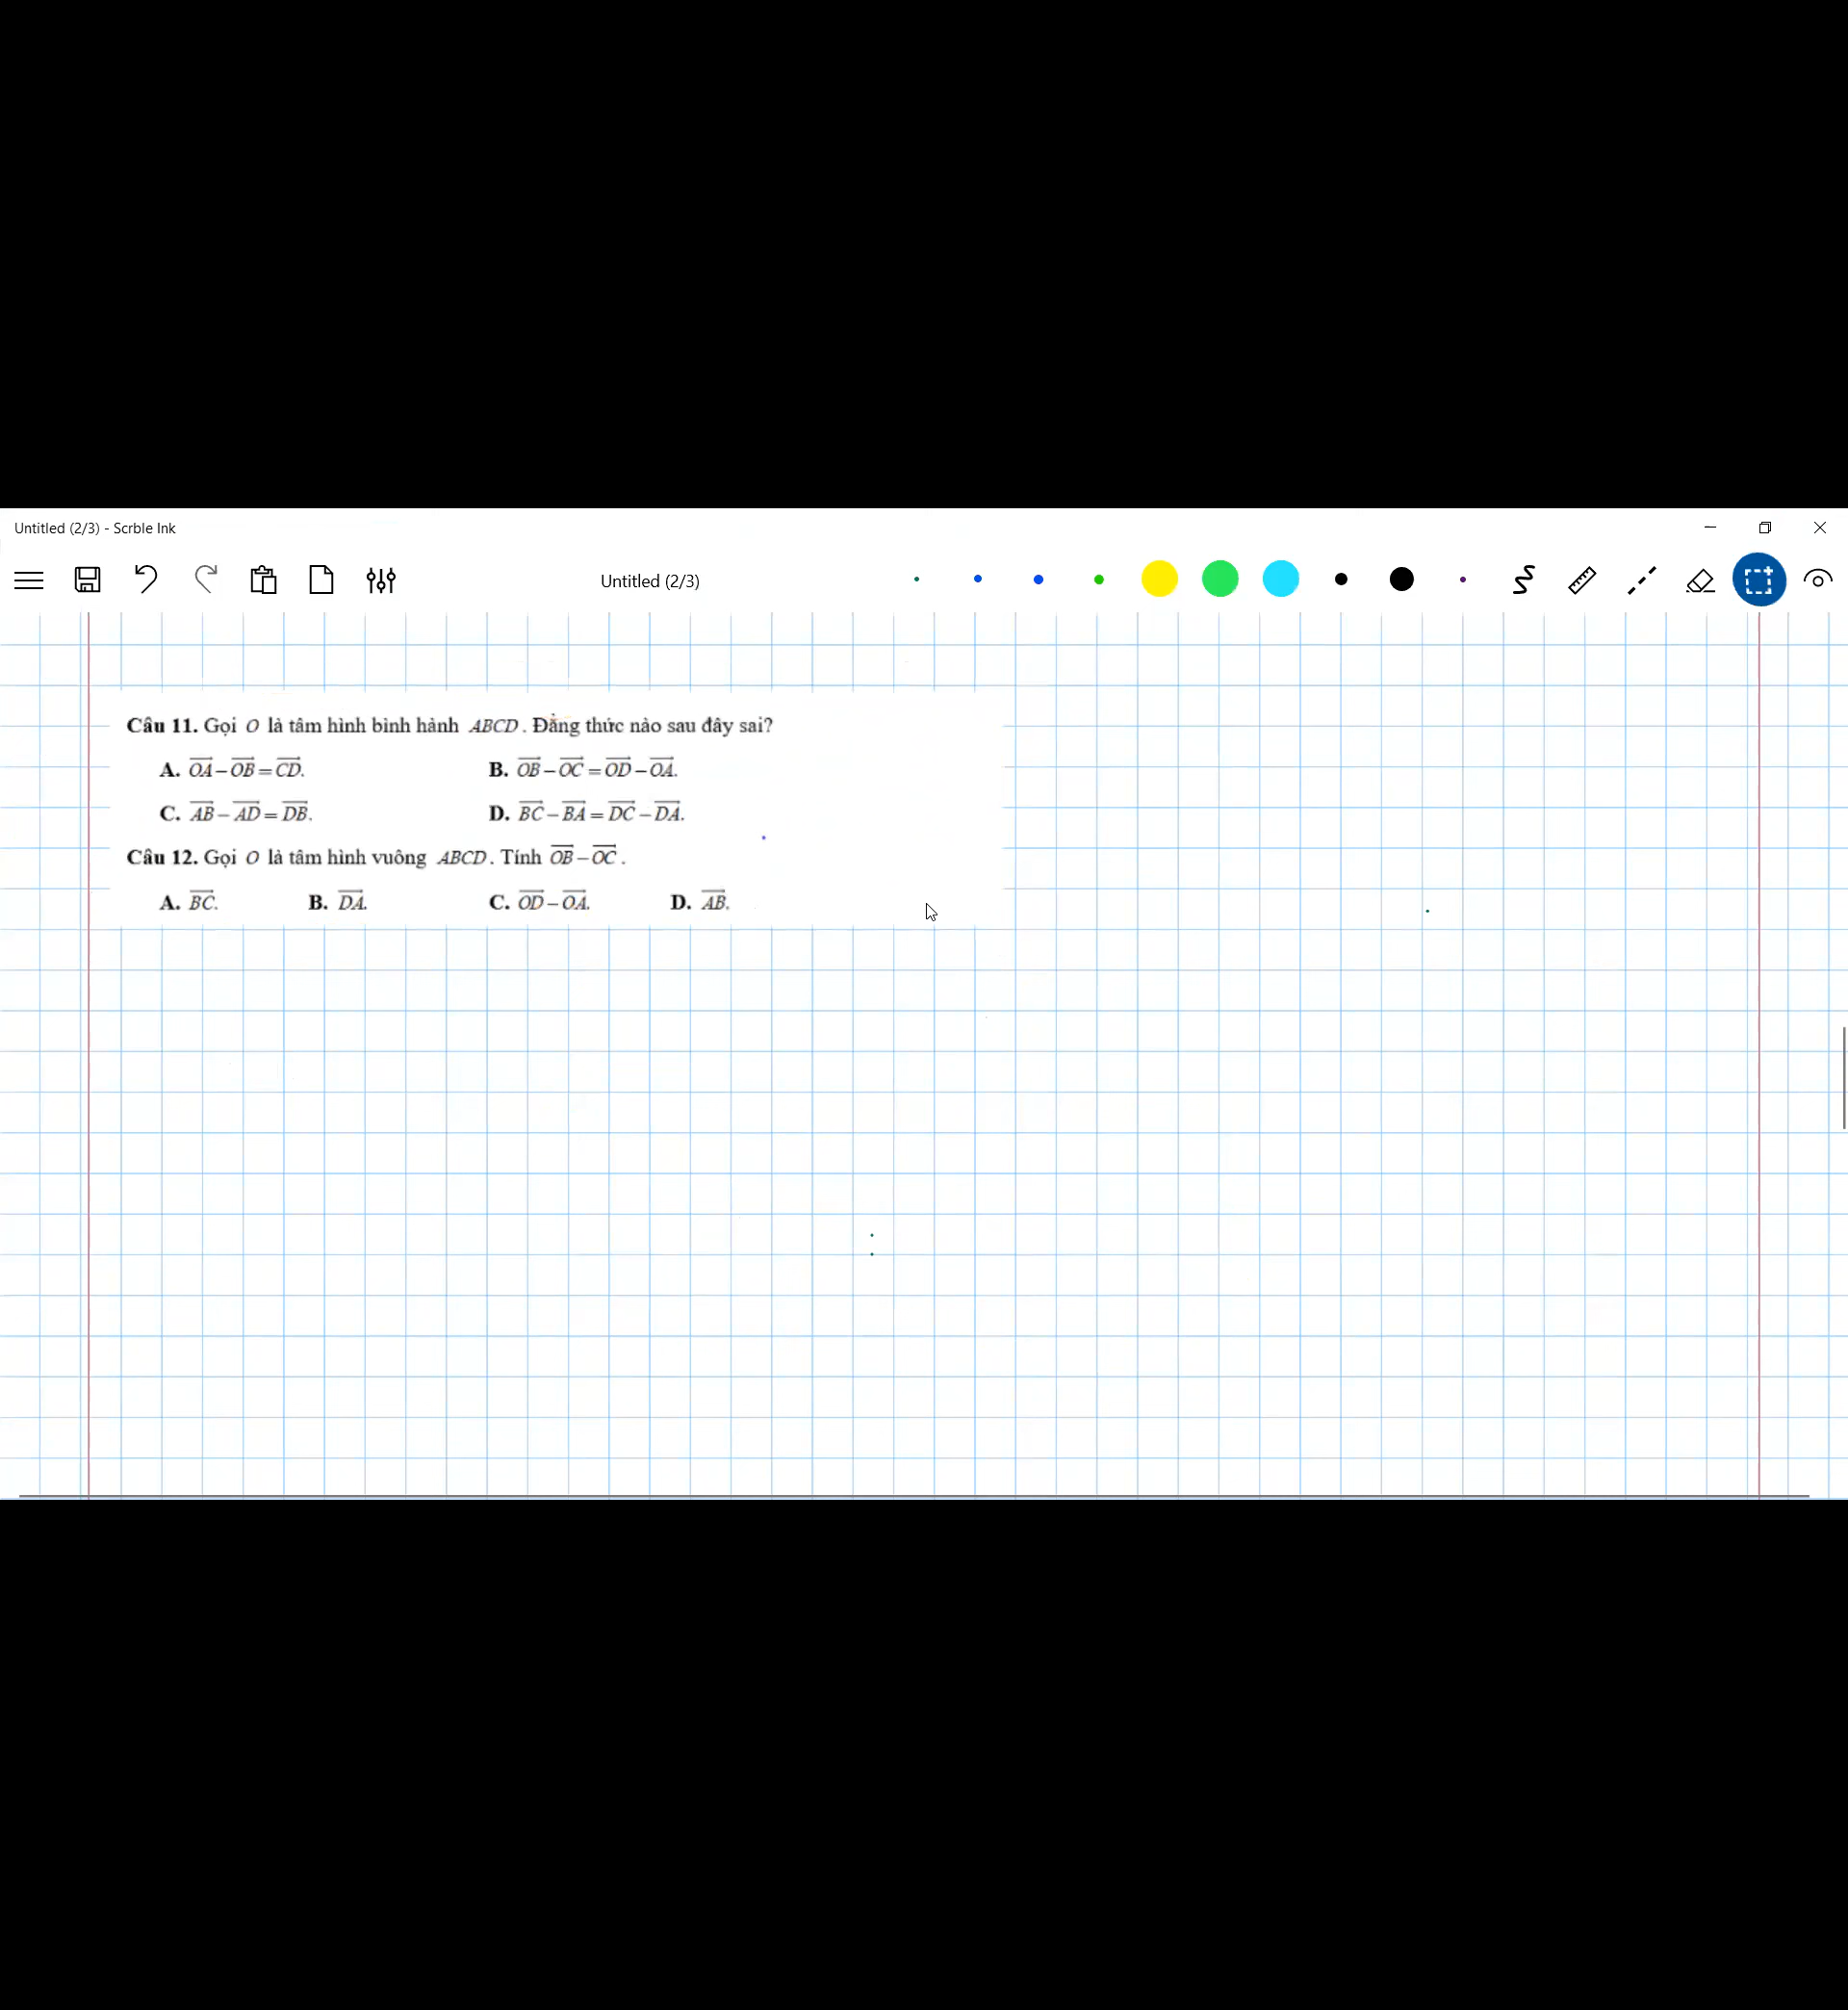 Untitled (2/3) - Scrble Ink
Untitled (2/3)
Câu 11. Gọi O là tâm hình bình hành ABCD. Đẳng thức nào sau đây sai?
A. \overrightarrow{OA} − \overrightarrow{OB} = \overrightarrow{CD}. B. \overrightarrow{OB} − \overrightarrow{OC} = \overrightarrow{OD} − \overrightarrow{OA}.
C. \overrightarrow{AB} − \overrightarrow{AD} = \overrightarrow{DB}. D. \overrightarrow{BC} − \overrightarrow{BA} = \overrightarrow{DC} − \overrightarrow{DA}.
Câu 12. Gọi O là tâm hình vuông ABCD. Tính \overrightarrow{OB} − \overrightarrow{OC}.
A. \overrightarrow{BC}. B. \overrightarrow{DA}. C. \overrightarrow{OD} − \overrightarrow{OA}. D. \overrightarrow{AB}.